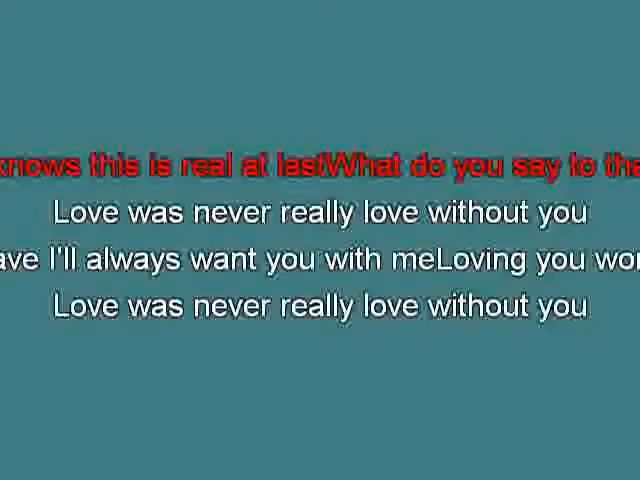 knows this is real at lastWhat do you say to tha
Love was never really love without you
ave I'll always want you with meLoving you wor
Love was never really love without you